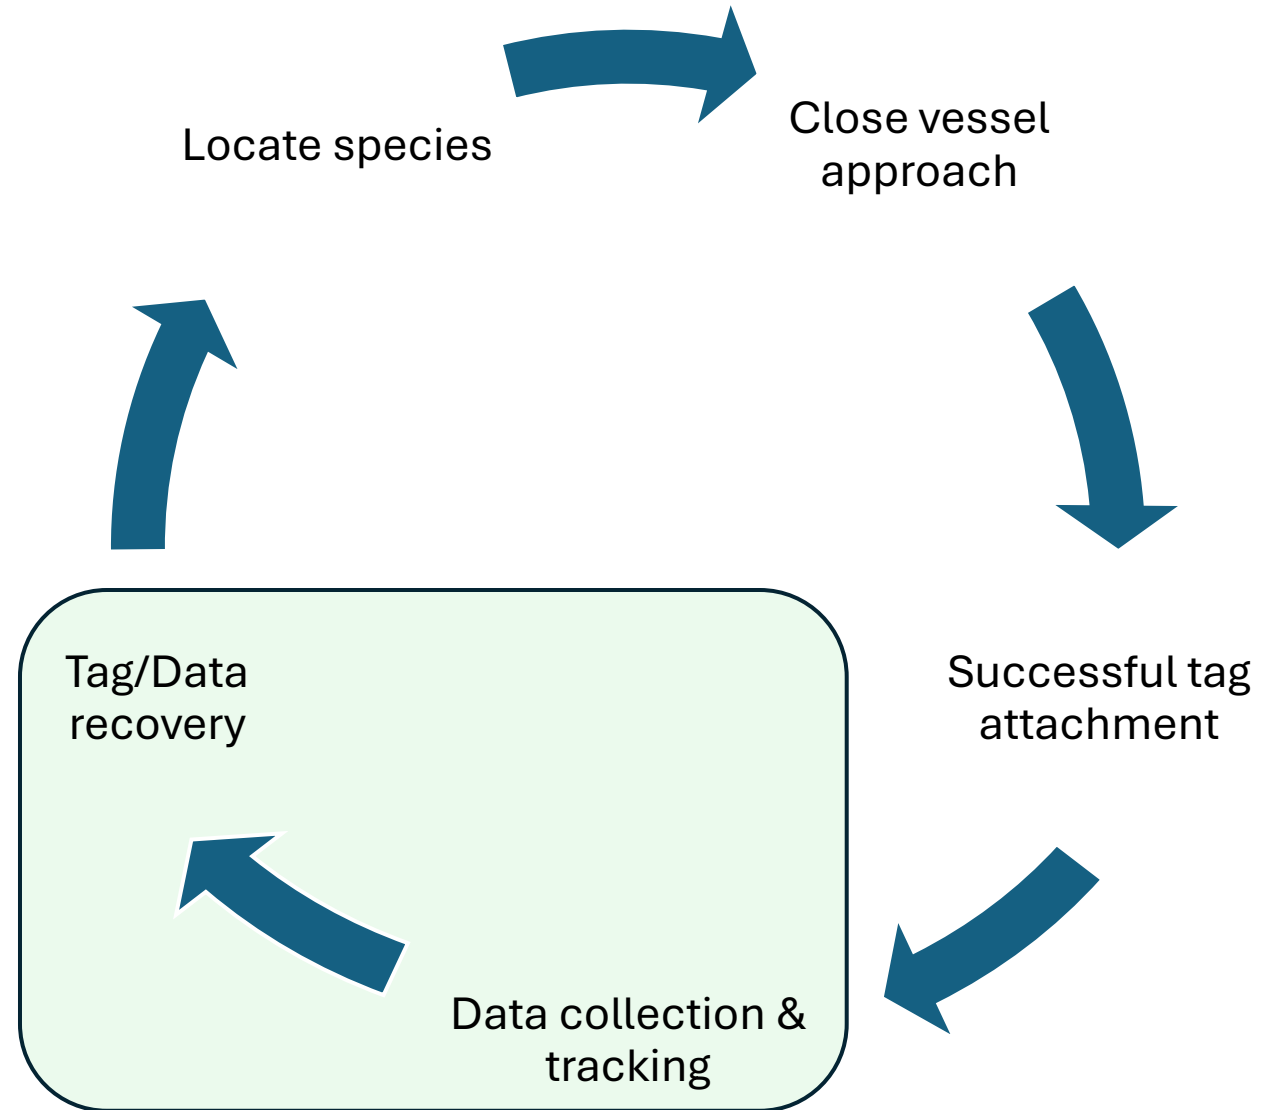 Locate species
Close vessel
approach
Successful tag
attachment
Data collection &
tracking
Tag/Data
recovery